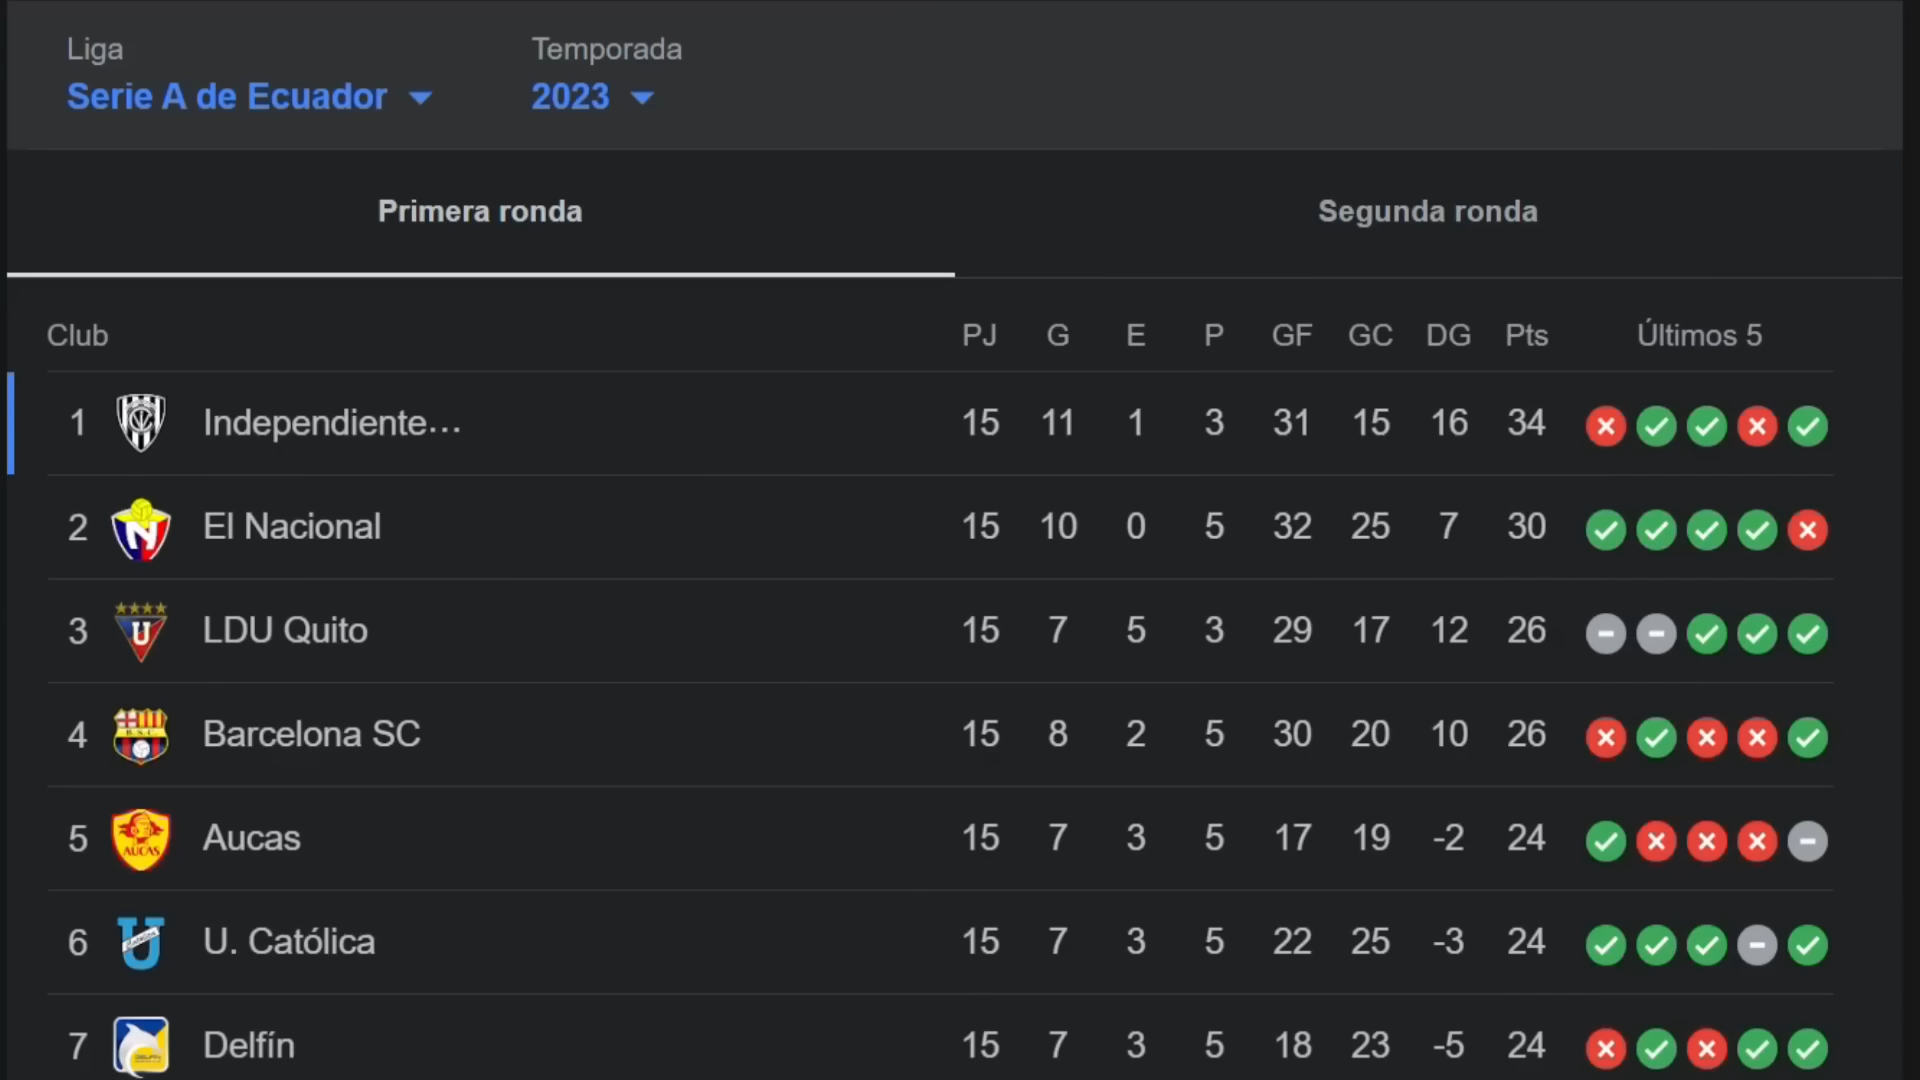 Liga Temporada
Serie A de Ecuador 2023
Primera ronda Segunda ronda
Club PJ G E P GF GC DG Pts Últimos 5
1 Independiente... 15 11 1 3 31 15 16 34
2 N El Nacional 15 10 0 5 32 25 7 30
3 U LDU Quito 15 7 5 3 29 17 12 26
4 B.S.C. Barcelona SC 15 8 2 5 30 20 10 26
5 AUCAS Aucas 15 7 3 5 17 19 -2 24
6 U. Católica 15 7 3 5 22 25 -3 24
7 DELFIN Delfín 15 7 3 5 18 23 -5 24